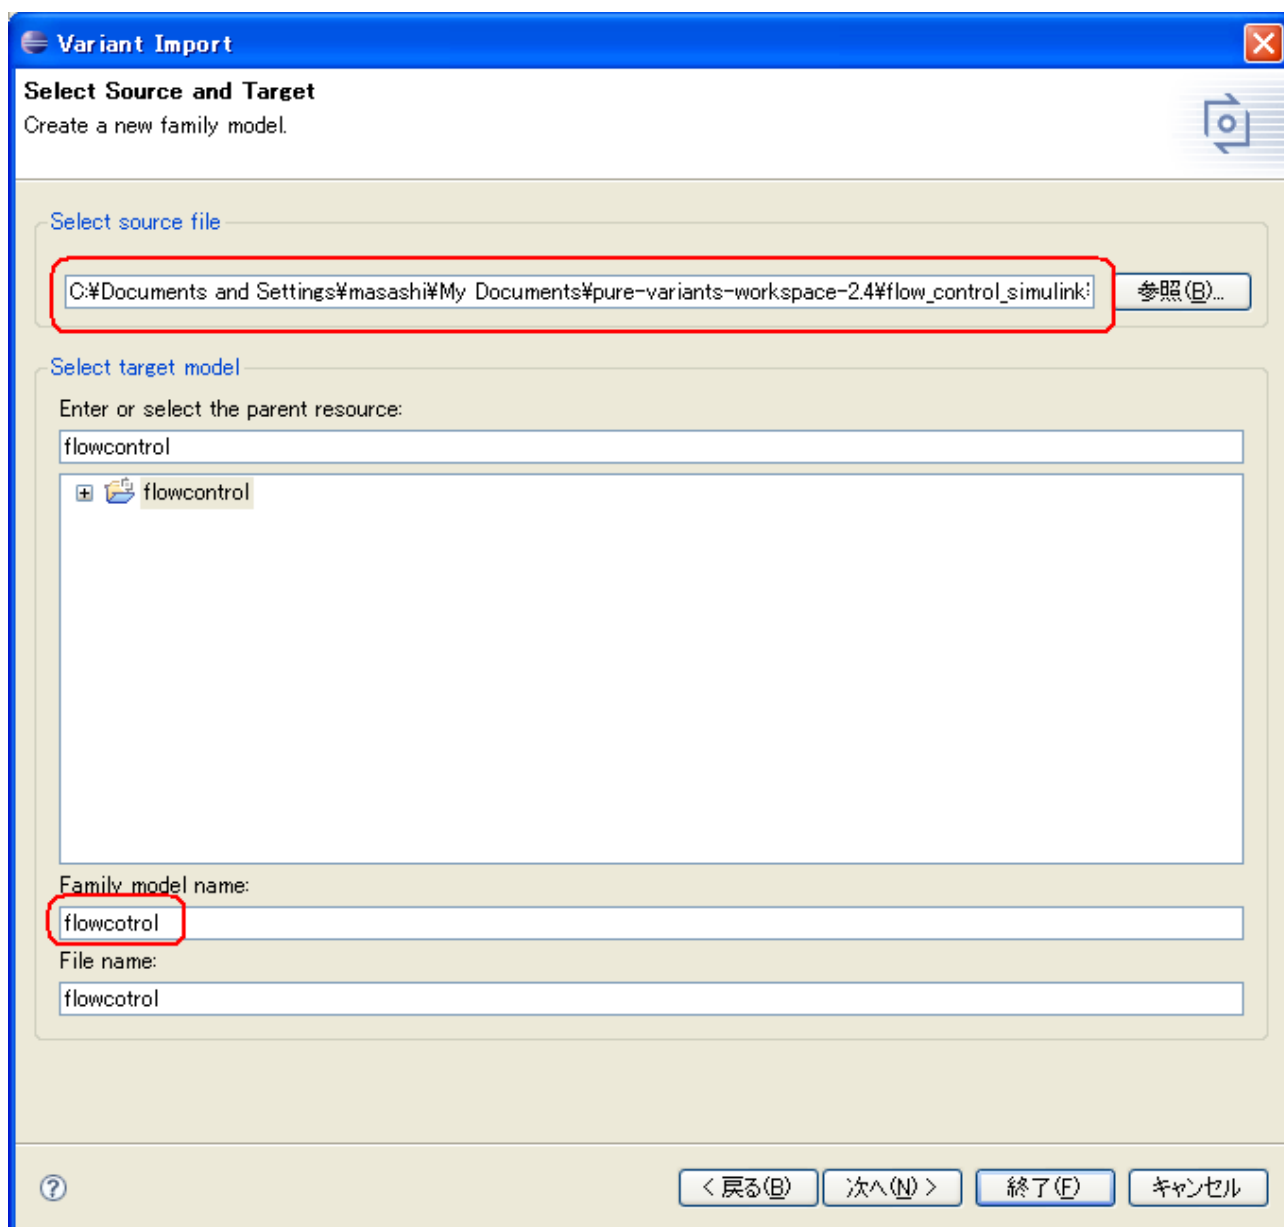 Variant Import
Select Source and Target
Create a new family model.
Select source file
C:¥Documents and Settings¥masashi¥My Documents¥pure-variants-workspace-2.4¥flow_control_simulink
参照(B)...
Select target model
Enter or select the parent resource:
flowcontrol
flowcontrol
Family model name:
flowcotrol
File name:
flowcotrol
< 戻る(B) 次へ(N) > 終了(F) キャンセル